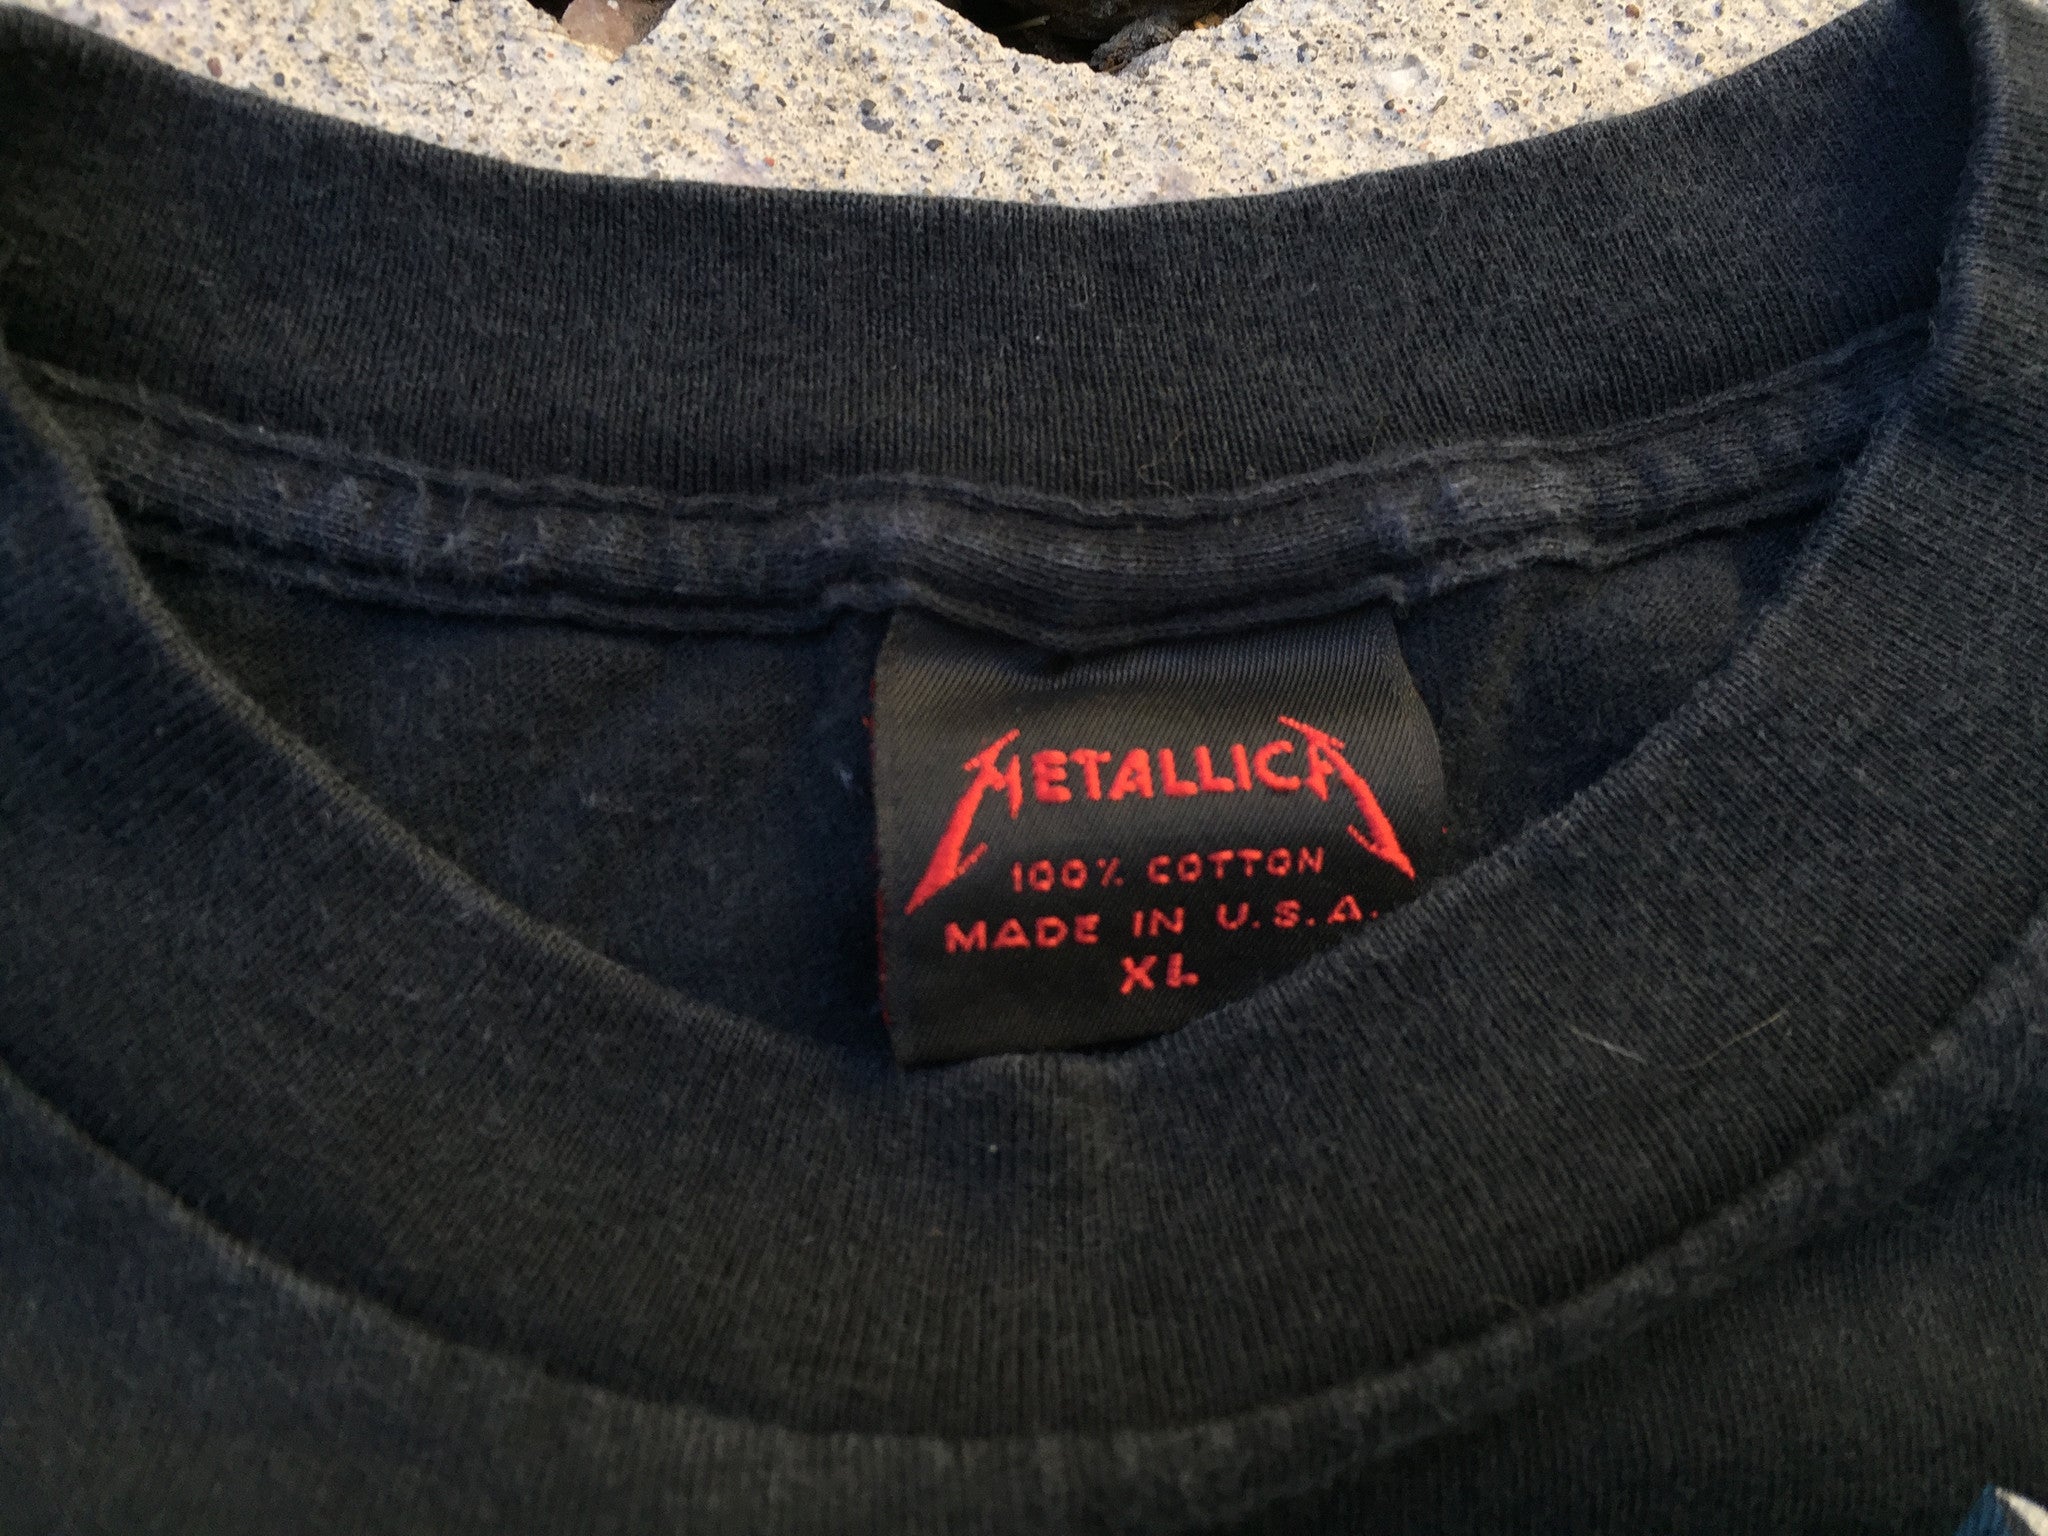 METALLICA
100% COTTON
MADE IN U.S.A.
XL